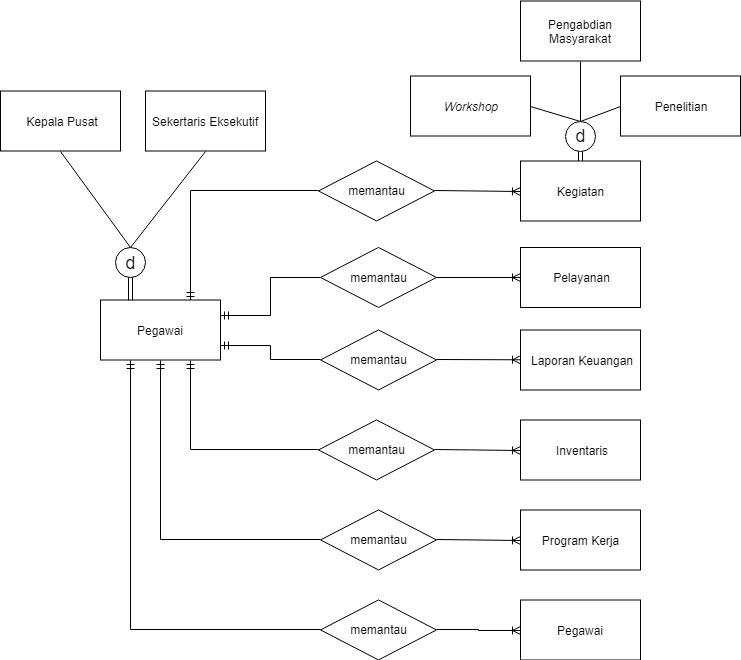 Pengabdian
Masyarakat
Workshop
Penelitian
Kepala Pusat
Sekertaris Eksekutif
d
d
memantau
Kegiatan
memantau
Pelayanan
Pegawai
memantau
Laporan Keuangan
memantau
Inventaris
memantau
Program Kerja
memantau
Pegawai